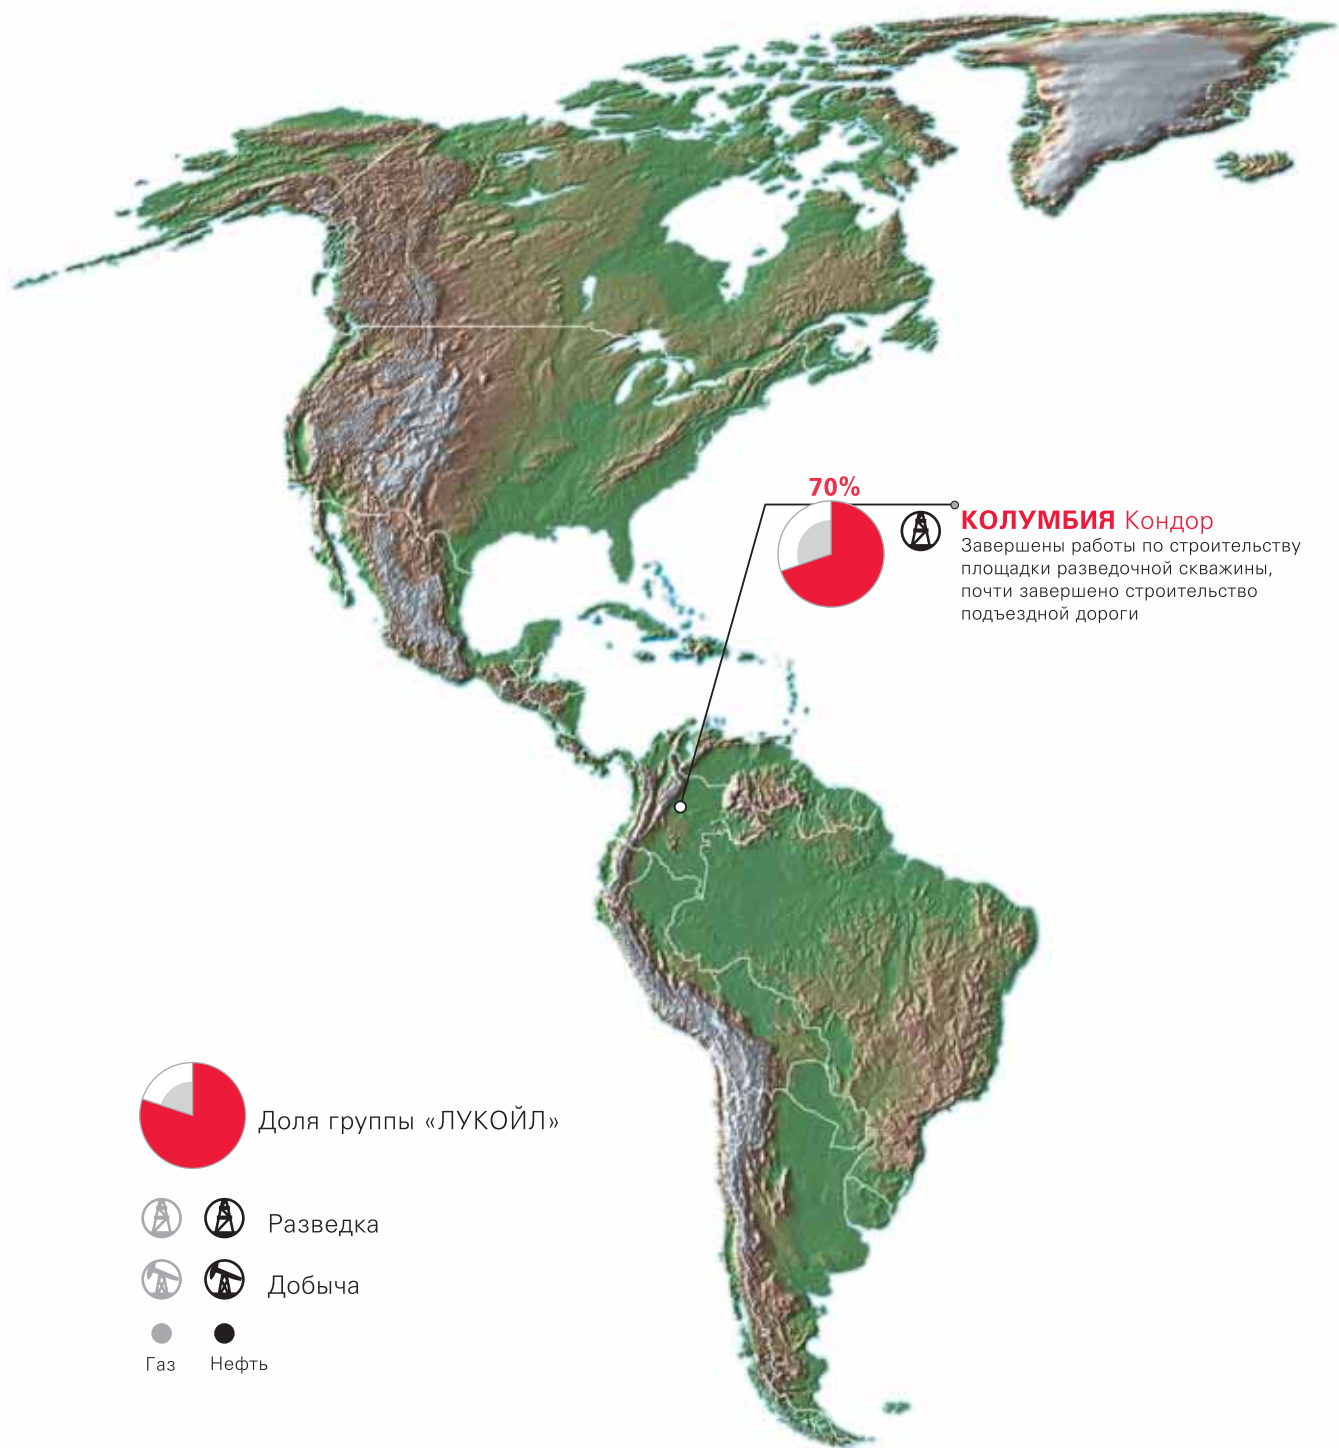 70%
КОЛУМБИЯ Кондор
Завершены работы по строительству
площадки разведочной скважины,
почти завершено строительство
подъездной дороги
Доля группы «ЛУКОЙЛ»
Разведка
Добыча
Газ Нефть